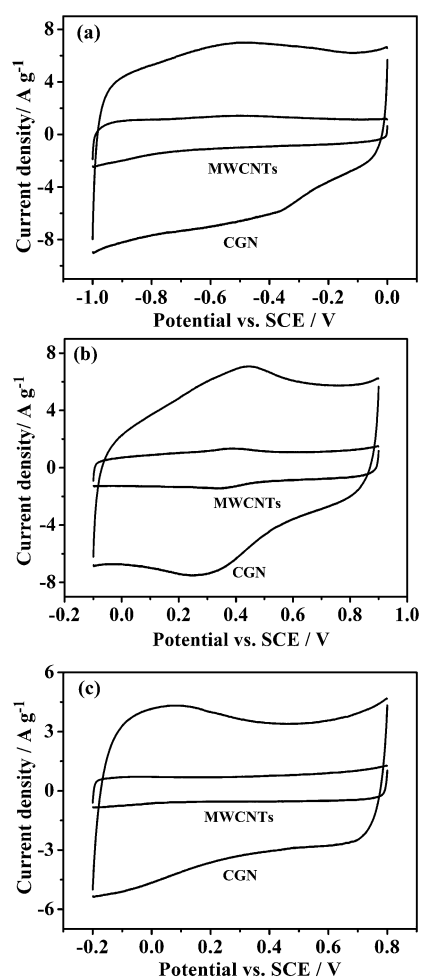 (a)
Current density/ A g-1
8
4
0
-4
-8
MWCNTs
CGN
-1.0 -0.8 -0.6 -0.4 -0.2 0.0
Potential vs. SCE / V
(b)
Current density/ A g-1
8
4
0
-4
-8
MWCNTs
CGN
-0.2 0.0 0.2 0.4 0.6 0.8 1.0
Potential vs. SCE / V
(c)
Current density / A g-1
6
3
0
-3
-6
MWCNTs
CGN
-0.2 0.0 0.2 0.4 0.6 0.8
Potential vs. SCE / V